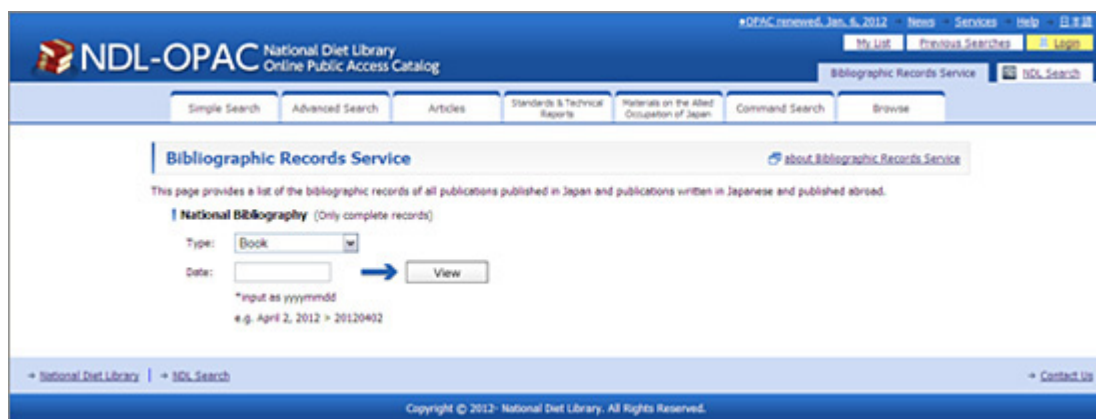 ●OPAC renewed, Jan. 6, 2012 News Services Help 日本語
NDL-OPAC National Diet Library
Online Public Access Catalog
My List Previous Searches Login
Bibliographic Records Service NDL Search
Simple Search Advanced Search Articles Standards & Technical Reports Materials on the Allied Occupation of Japan Command Search Browse
Bibliographic Records Service about Bibliographic Records Service
This page provides a list of the bibliographic records of all publications published in Japan and publications written in Japanese and published abroad.
National Bibliography (Only complete records)
Type: Book
Date: View
*input as yyyymmdd
e.g. April 2, 2012 > 20120402
National Diet Library NDL Search Contact Us
Copyright © 2012- National Diet Library. All Rights Reserved.